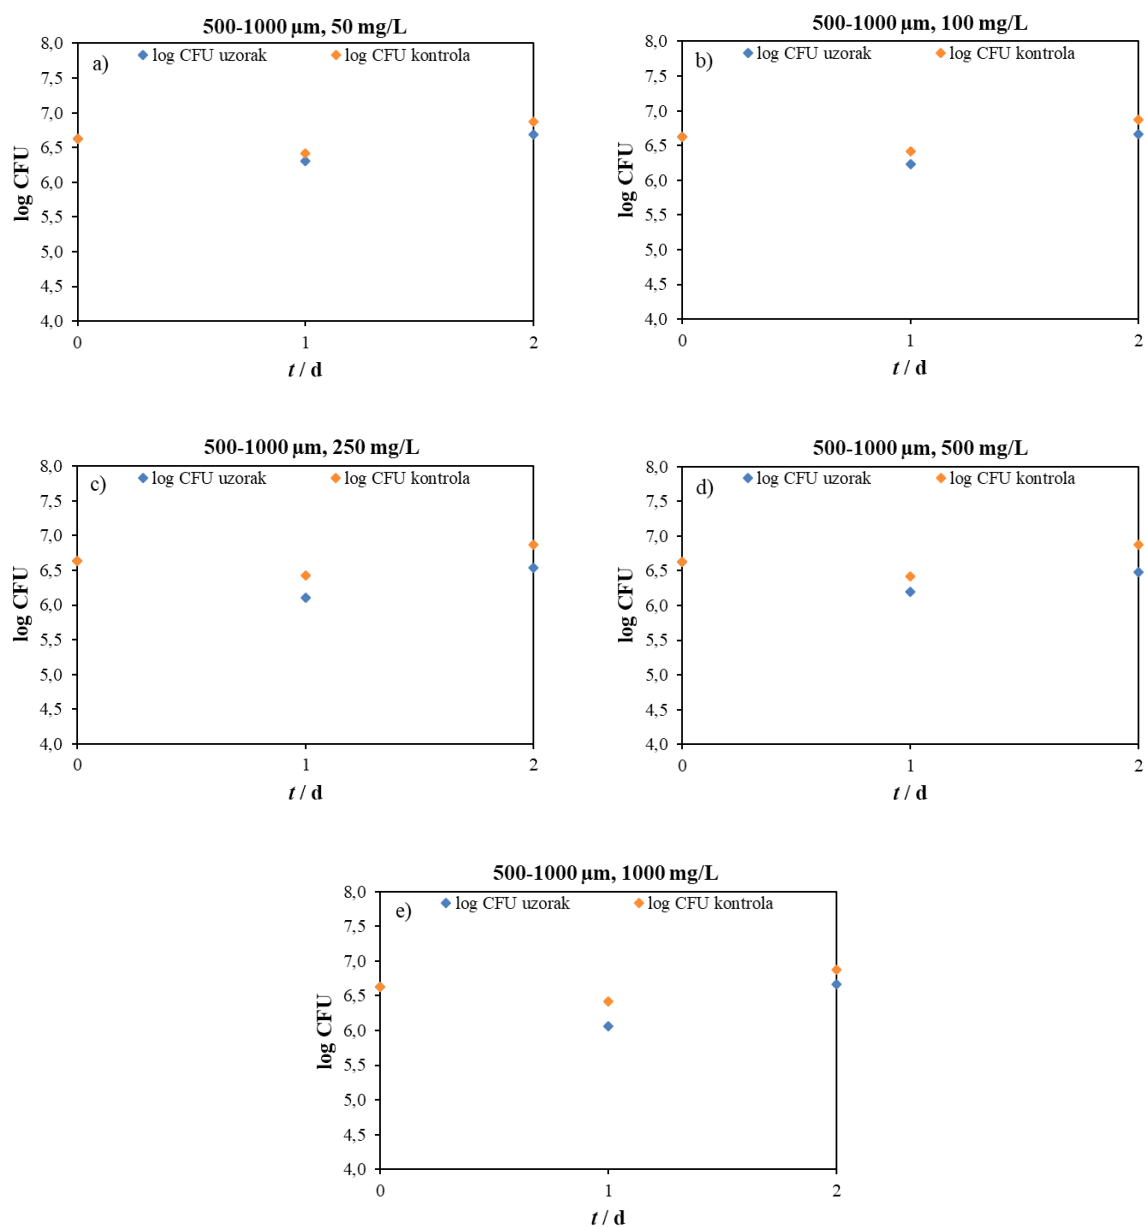 500-1000 µm, 50 mg/L
a)
log CFU uzorak
log CFU kontrola
8,0
7,5
7,0
6,5
6,0
5,5
5,0
4,5
4,0
log CFU
0
1
2
t / d
500-1000 µm, 100 mg/L
b)
log CFU uzorak
log CFU kontrola
8,0
7,5
7,0
6,5
6,0
5,5
5,0
4,5
4,0
log CFU
0
1
2
t / d
500-1000 µm, 250 mg/L
c)
log CFU uzorak
log CFU kontrola
8,0
7,5
7,0
6,5
6,0
5,5
5,0
4,5
4,0
log CFU
0
1
2
t / d
500-1000 µm, 500 mg/L
d)
log CFU uzorak
log CFU kontrola
8,0
7,5
7,0
6,5
6,0
5,5
5,0
4,5
4,0
log CFU
0
1
2
t / d
500-1000 µm, 1000 mg/L
e)
log CFU uzorak
log CFU kontrola
8,0
7,5
7,0
6,5
6,0
5,5
5,0
4,5
4,0
log CFU
0
1
2
t / d